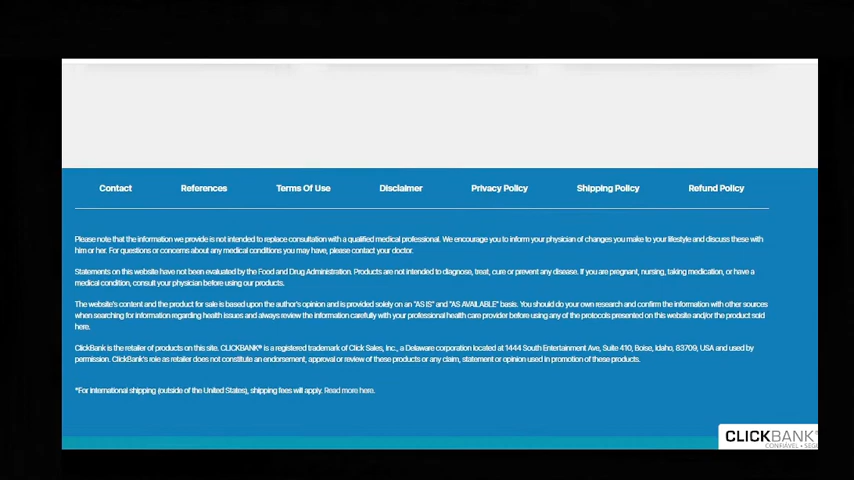 Contact References Terms Of Use Disclaimer Privacy Policy Shipping Policy Refund Policy
Please note that the information we provide is not intended to replace consultation with a qualified medical professional. We encourage you to inform your physician of changes you make to your lifestyle and discuss these with
him or her. For questions or concerns about any medical conditions you may have, please contact your doctor.
Statements on this website have not been evaluated by the Food and Drug Administration. Products are not intended to diagnose, treat, cure or prevent any disease. If you are pregnant, nursing, taking medication, or have a
medical condition, consult your physician before using our products.
The website's content and the product for sale is based upon the author's opinion and is provided solely on an "AS IS" and "AS AVAILABLE" basis. You should do your own research and confirm the information with other sources
when searching for information regarding health issues and always review the information carefully with your professional health care provider before using any of the protocols presented on this website and/or the product sold
here.
ClickBank is the retailer of products on this site. CLICKBANK® is a registered trademark of Click Sales, Inc., a Delaware corporation located at 1444 South Entertainment Ave, Suite 410, Boise, Idaho, 83709, USA and used by
permission. ClickBank's role as retailer does not constitute an endorsement, approval or review of these products or any claim, statement or opinion used in promotion of these products.
*For international shipping (outside of the United States), shipping fees will apply. Read more here.
CLICKBANK®
CONFIÁVEL • SEG